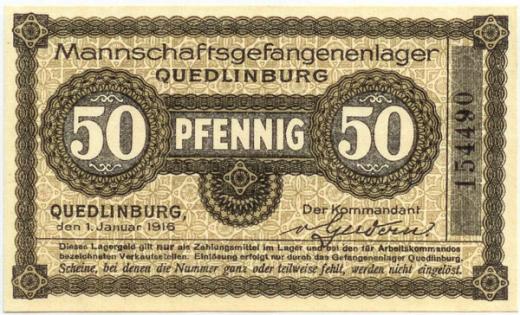 Mannschaftsgefangenenlager
QUEDLINBURG
50 PFENNIG 50
154490
QUEDLINBURG,
den 1. Januar 1916
Der Kommandant
Dieses Lagergeld gilt nur als Zahlungsmittel im Lager und bei den für Arbeitskommandos
bezeichneten Verkaufsstellen. Einlösung erfolgt nur durch das Gefangenenlager Quedlinburg.
Scheine, bei denen die Nummer ganz oder teilweise fehlt, werden nicht eingelöst.